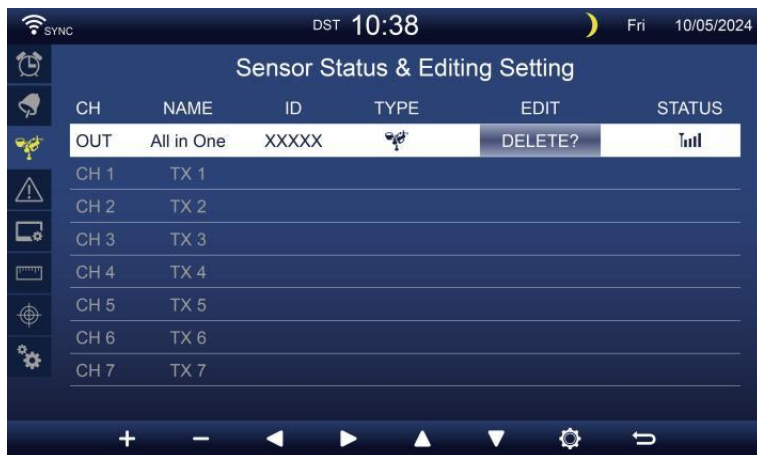 SYNC DST 10:38 Fri 10/05/2024
Sensor Status & Editing Setting
CH NAME ID TYPE EDIT STATUS
OUT All in One XXXXX DELETE?
CH 1 TX 1
CH 2 TX 2
CH 3 TX 3
CH 4 TX 4
CH 5 TX 5
CH 6 TX 6
CH 7 TX 7